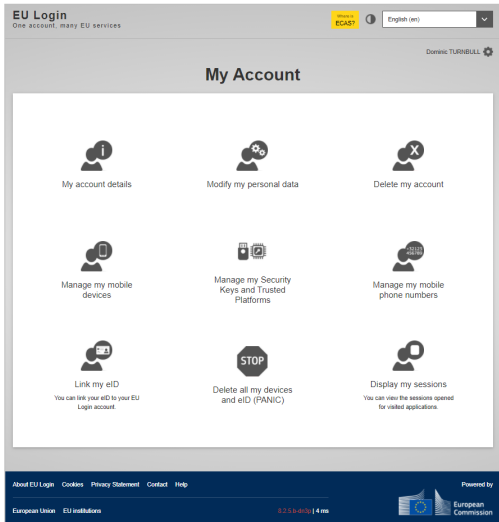 EU Login
One account, many EU services
Where is
ECAS?
English (en)
Dominic TURNBULL
My Account
My account details
Modify my personal data
Delete my account
Manage my mobile
devices
Manage my Security
Keys and Trusted
Platforms
Manage my mobile
phone numbers
Link my eID
You can link your eID to your EU
Login account.
STOP
Delete all my devices
and eID (PANIC)
Display my sessions
You can view the sessions opened
for visited applications.
About EU Login Cookies Privacy Statement Contact Help
Powered by
European Union EU institutions
| 4 ms
European
Commission